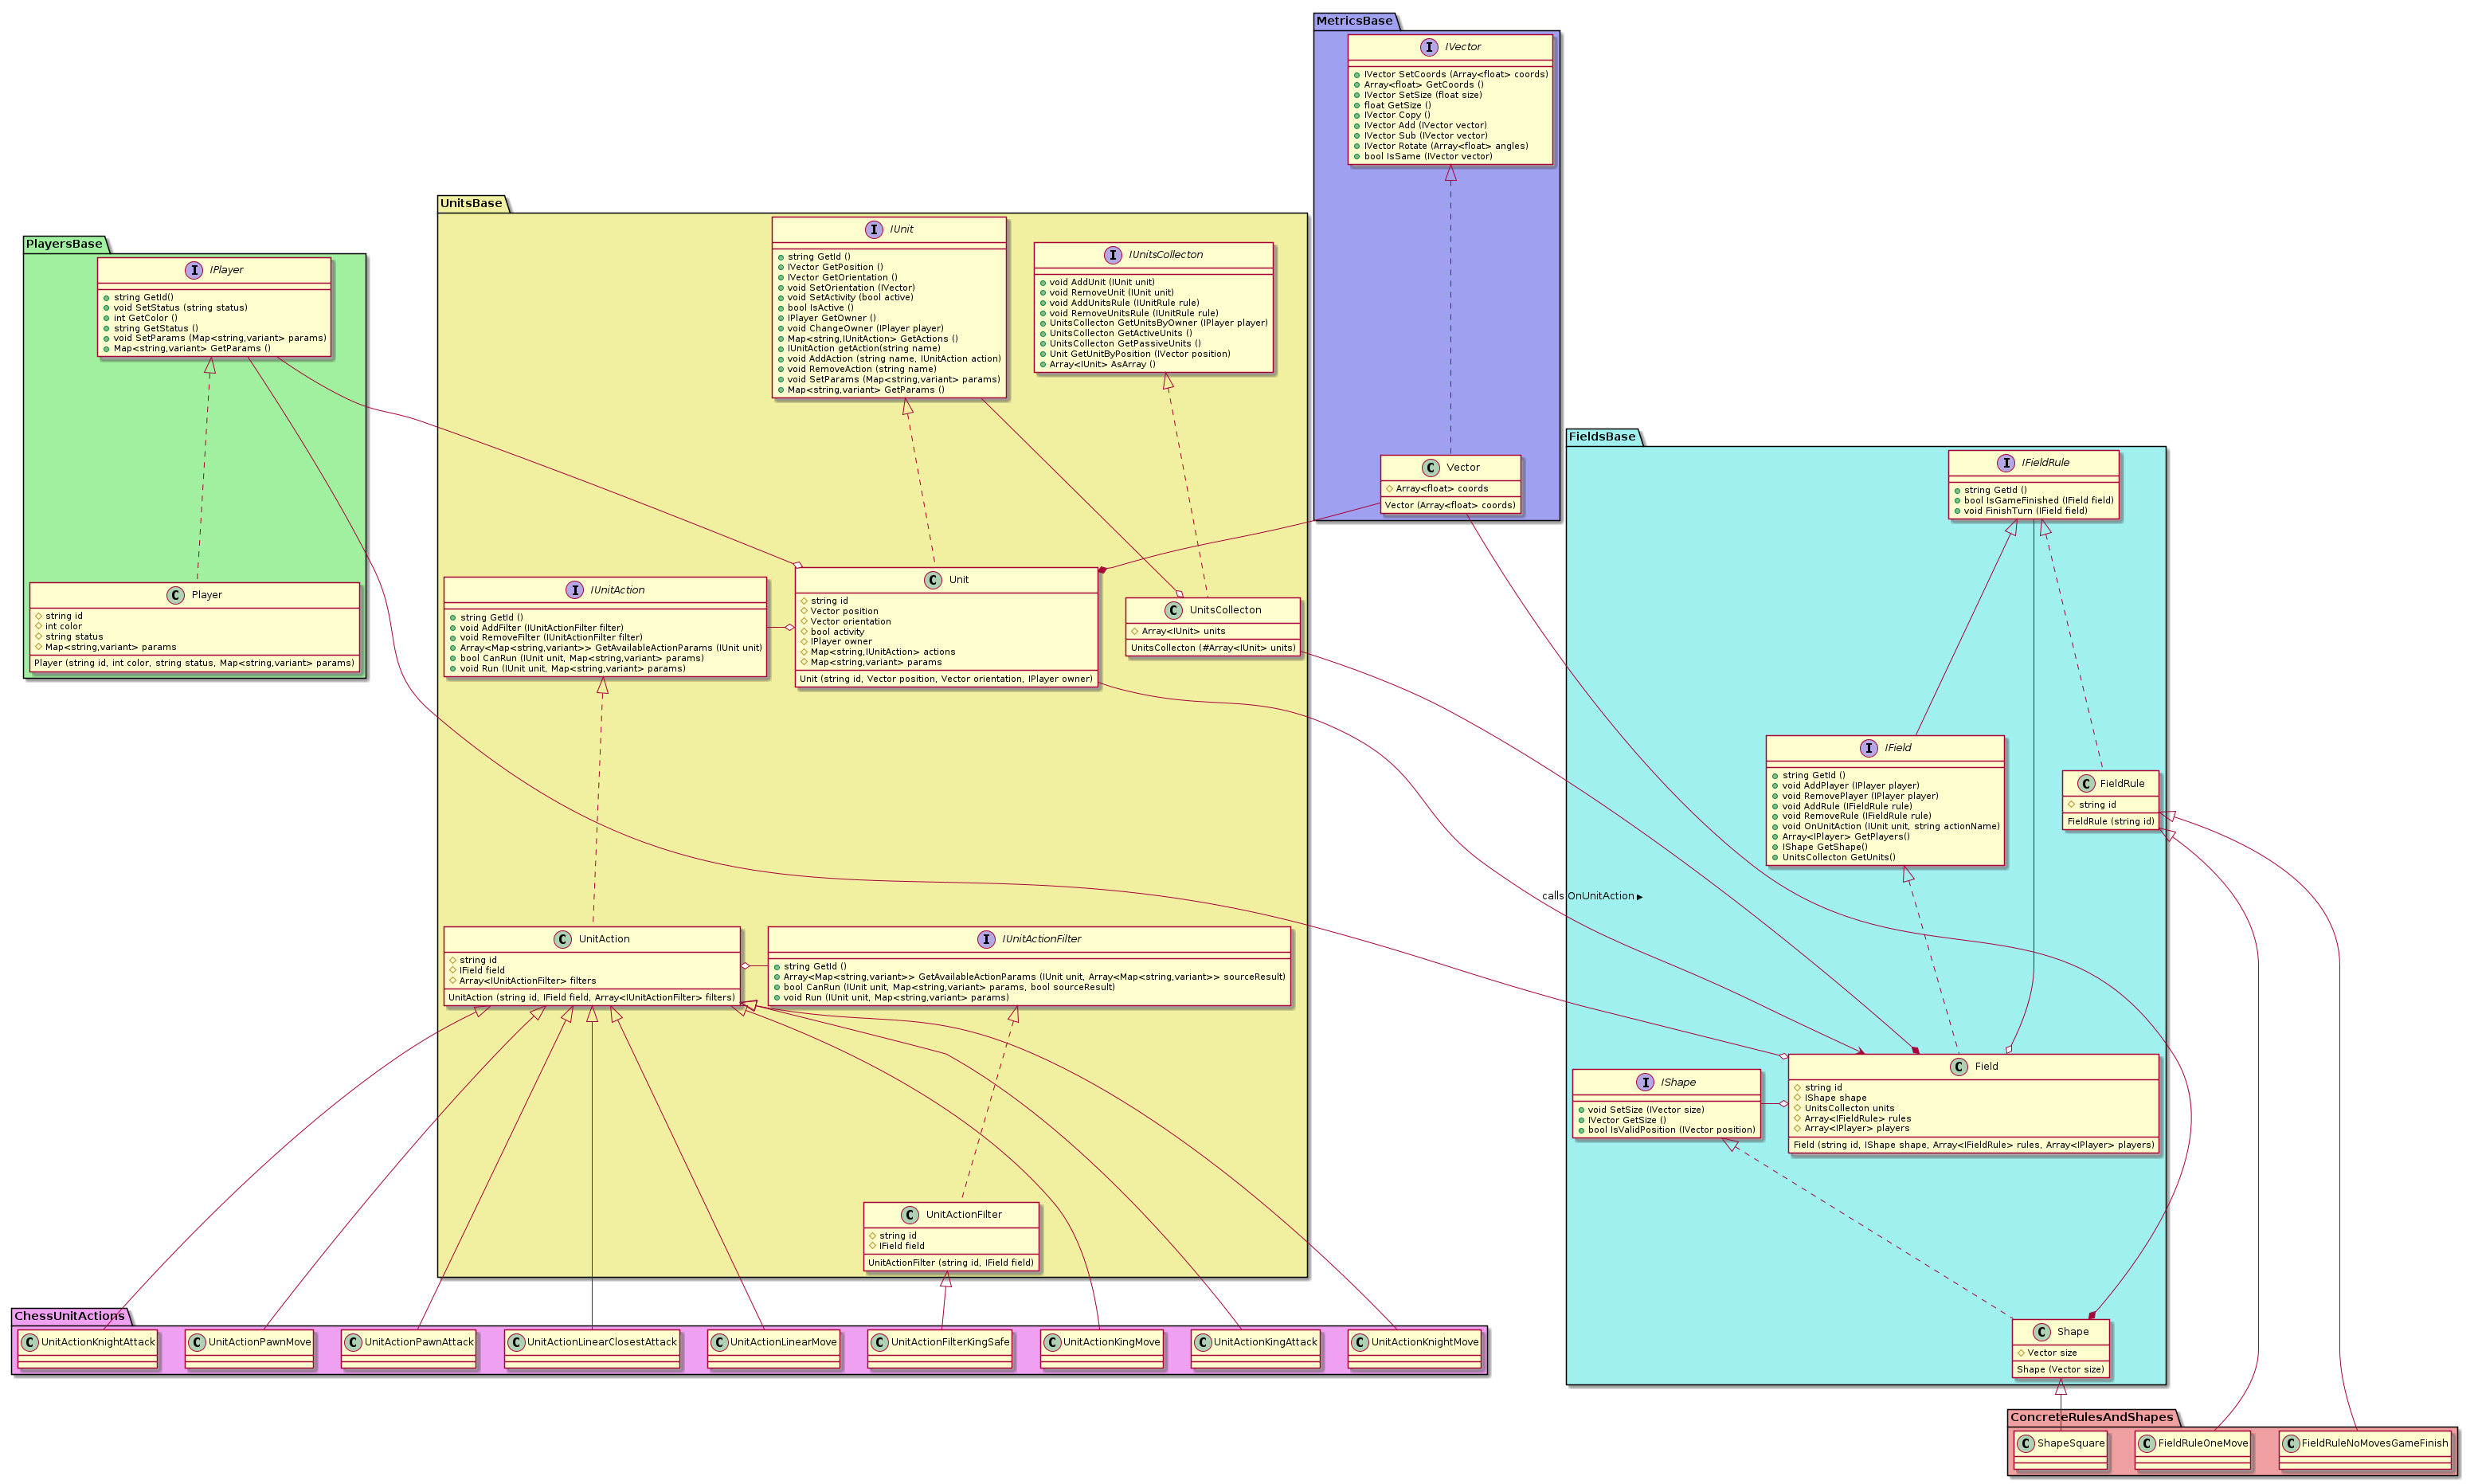 MetricsBase
IVector
IVector SetCoords (Array<float> coords)
Array<float> GetCoords ()
IVector SetSize (float size)
float GetSize ()
IVector Copy ()
IVector Add (IVector vector)
IVector Sub (IVector vector)
IVector Rotate (Array<float> angles)
bool IsSame (IVector vector)
Vector
Array<float> coords
Vector (Array<float> coords)
PlayersBase
IPlayer
string GetId()
void SetStatus (string status)
int GetColor ()
string GetStatus ()
void SetParams (Map<string,variant> params)
Map<string,variant> GetParams ()
Player
string id
int color
string status
Map<string,variant> params
Player (string id, int color, string status, Map<string,variant> params)
UnitsBase
IUnit
string GetId ()
IVector GetPosition ()
IVector GetOrientation ()
void SetOrientation (IVector)
void SetActivity (bool active)
bool IsActive ()
IPlayer GetOwner ()
void ChangeOwner (IPlayer player)
Map<string,IUnitAction> GetActions ()
IUnitAction getAction(string name)
void AddAction (string name, IUnitAction action)
void RemoveAction (string name)
void SetParams (Map<string,variant> params)
Map<string,variant> GetParams ()
IUnitsCollecton
void AddUnit (IUnit unit)
void RemoveUnit (IUnit unit)
void AddUnitsRule (IUnitRule rule)
void RemoveUnitsRule (IUnitRule rule)
UnitsCollecton GetUnitsByOwner (IPlayer player)
UnitsCollecton GetActiveUnits ()
UnitsCollecton GetPassiveUnits ()
Unit GetUnitByPosition (IVector position)
Array<IUnit> AsArray ()
IUnitAction
string GetId ()
void AddFilter (IUnitActionFilter filter)
void RemoveFilter (IUnitActionFilter filter)
Array<Map<string,variant>> GetAvailableActionParams (IUnit unit)
bool CanRun (IUnit unit, Map<string,variant> params)
void Run (IUnit unit, Map<string,variant> params)
Unit
string id
Vector position
Vector orientation
bool activity
IPlayer owner
Map<string,IUnitAction> actions
Map<string,variant> params
Unit (string id, Vector position, Vector orientation, IPlayer owner)
UnitsCollecton
Array<IUnit> units
UnitsCollecton (#Array<IUnit> units)
UnitAction
string id
IField field
Array<IUnitActionFilter> filters
UnitAction (string id, IField field, Array<IUnitActionFilter> filters)
IUnitActionFilter
string GetId ()
Array<Map<string,variant>> GetAvailableActionParams (IUnit unit, Array<Map<string,variant>> sourceResult)
bool CanRun (IUnit unit, Map<string,variant> params, bool sourceResult)
void Run (IUnit unit, Map<string,variant> params)
UnitActionFilter
string id
IField field
UnitActionFilter (string id, IField field)
FieldsBase
IFieldRule
string GetId ()
bool IsGameFinished (IField field)
void FinishTurn (IField field)
IField
string GetId ()
void AddPlayer (IPlayer player)
void RemovePlayer (IPlayer player)
void AddRule (IFieldRule rule)
void RemoveRule (IFieldRule rule)
void OnUnitAction (IUnit unit, string actionName)
Array<IPlayer> GetPlayers()
IShape GetShape()
UnitsCollecton GetUnits()
FieldRule
string id
FieldRule (string id)
calls OnUnitAction ▶
IShape
void SetSize (IVector size)
IVector GetSize ()
bool IsValidPosition (IVector position)
Field
string id
IShape shape
UnitsCollecton units
Array<IFieldRule> rules
Array<IPlayer> players
Field (string id, IShape shape, Array<IFieldRule> rules, Array<IPlayer> players)
Shape
Vector size
Shape (Vector size)
ChessUnitActions
UnitActionKnightAttack
UnitActionPawnMove
UnitActionPawnAttack
UnitActionLinearClosestAttack
UnitActionLinearMove
UnitActionFilterKingSafe
UnitActionKingMove
UnitActionKingAttack
UnitActionKnightMove
ConcreteRulesAndShapes
ShapeSquare
FieldRuleOneMove
FieldRuleNoMovesGameFinish